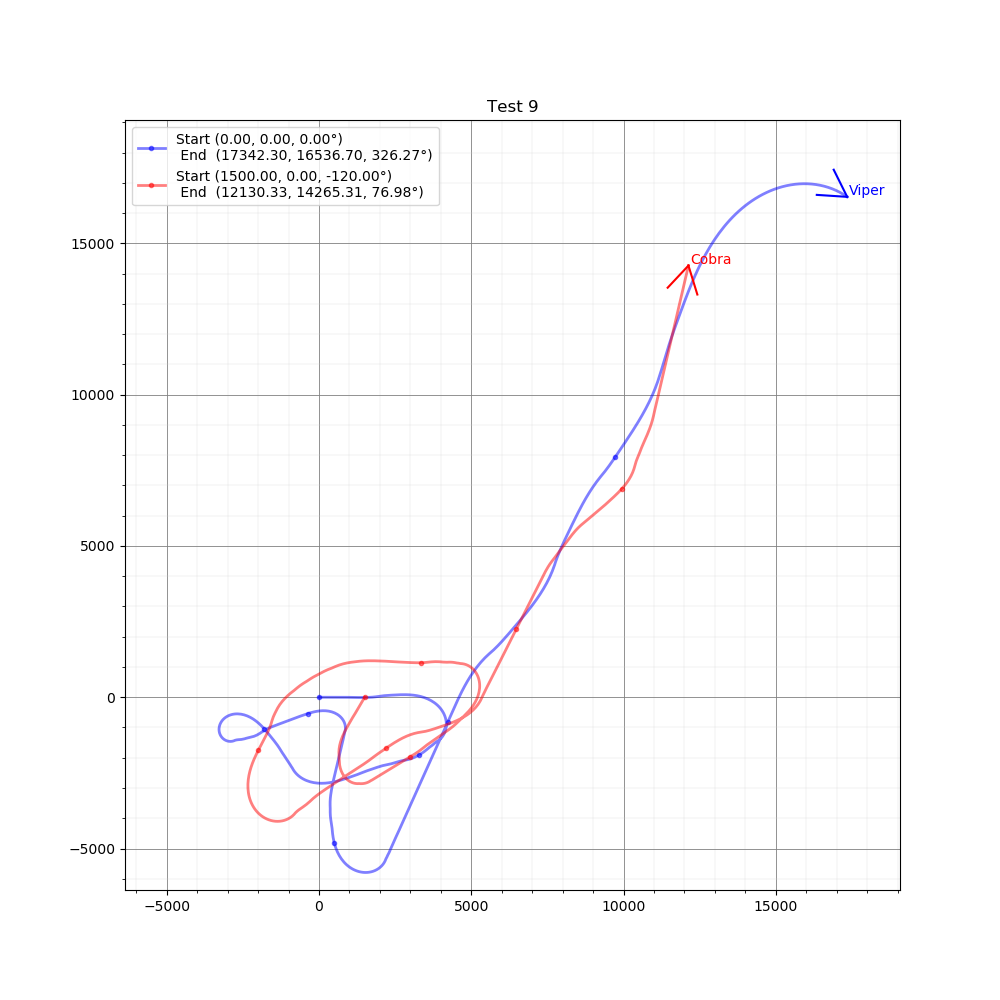 Test 9
Start (0.00, 0.00, 0.00°)
End  (17342.30, 16536.70, 326.27°)
Start (1500.00, 0.00, -120.00°)
End  (12130.33, 14265.31, 76.98°)
Viper
Cobra
15000
10000
5000
0
−5000
−5000 0 5000 10000 15000